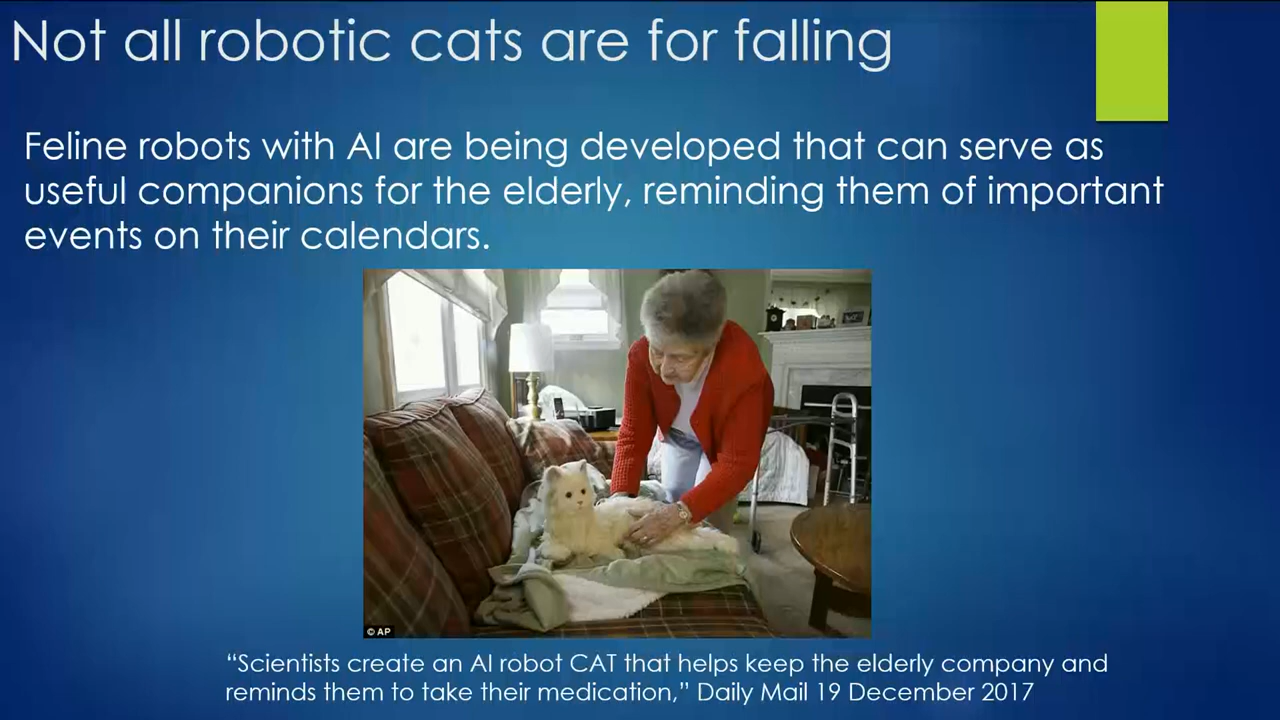 Not all robotic cats are for falling
Feline robots with AI are being developed that can serve as
useful companions for the elderly, reminding them of important
events on their calendars.
© AP
“Scientists create an AI robot CAT that helps keep the elderly company and
reminds them to take their medication,” Daily Mail 19 December 2017